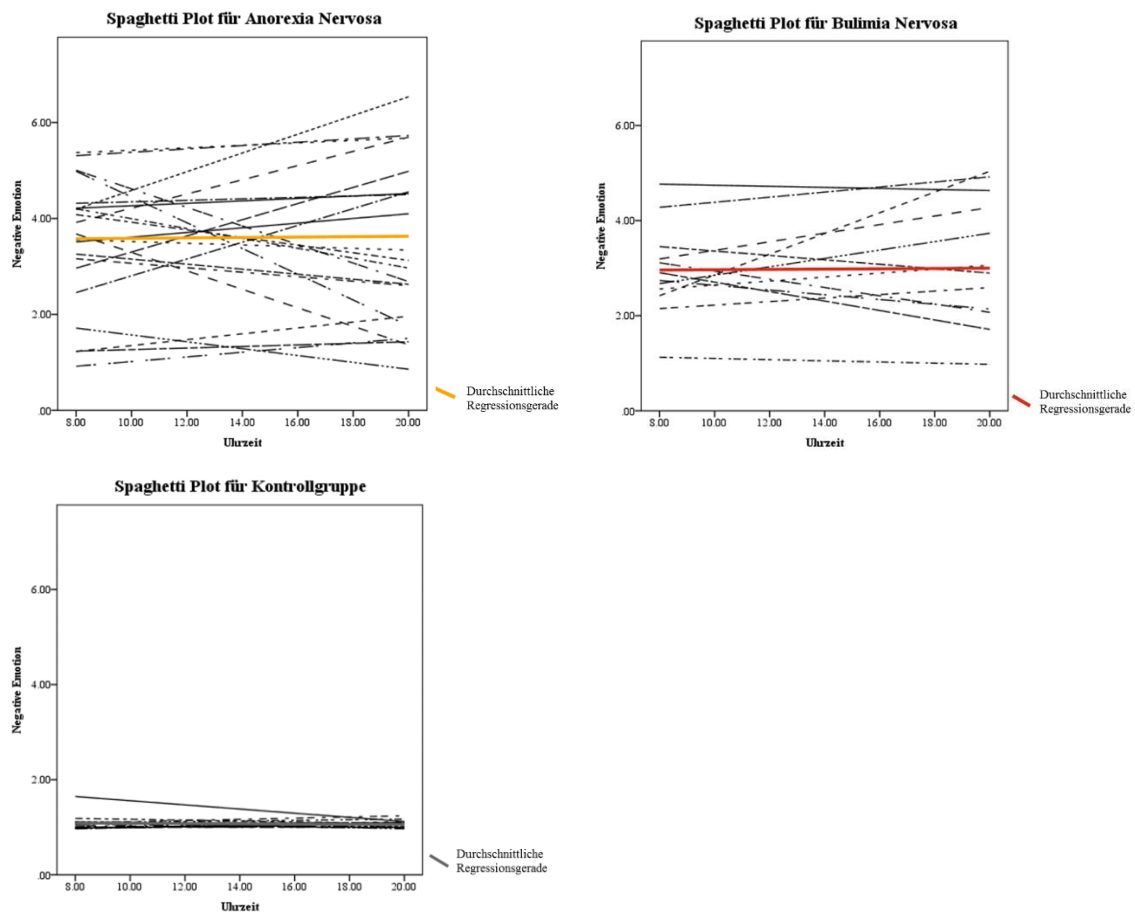 Spaghetti Plot für Anorexia Nervosa
Negative Emotion
6.00
4.00
2.00
.00
8.00 10.00 12.00 14.00 16.00 18.00 20.00
Uhrzeit
Durchschnittliche
Regressionsgerade
Spaghetti Plot für Bulimia Nervosa
Negative Emotion
6.00
4.00
2.00
.00
8.00 10.00 12.00 14.00 16.00 18.00 20.00
Uhrzeit
Durchschnittliche
Regressionsgerade
Spaghetti Plot für Kontrollgruppe
Negative Emotion
6.00
4.00
2.00
.00
8.00 10.00 12.00 14.00 16.00 18.00 20.00
Uhrzeit
Durchschnittliche
Regressionsgerade